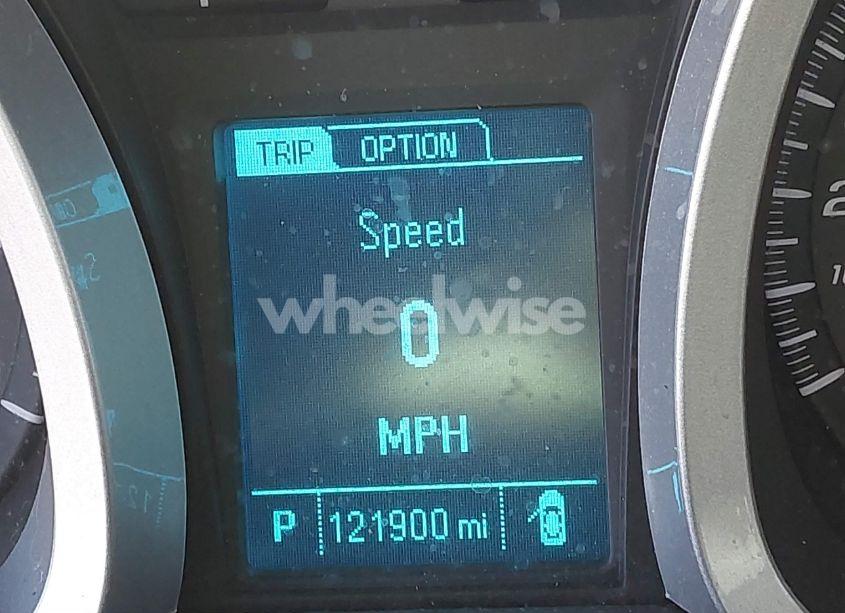 TRIP OPTION
Speed
wheelwise
0
MPH
P 121900 mi